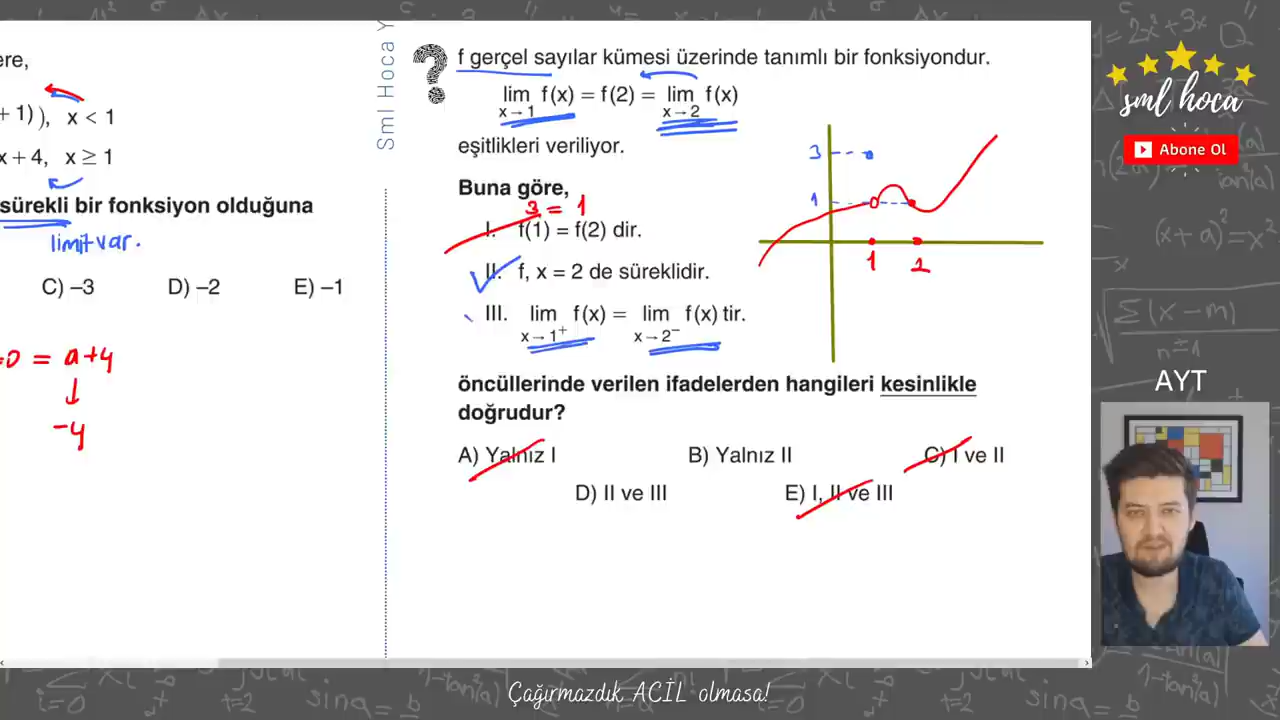 ere,
+ 1) ), x < 1
x + 4, x ≥ 1
sürekli bir fonksiyon olduğuna
limit var.
C) –3 D) –2 E) –1
=0 = a+4
-4
Sml Hoca Y
f gerçel sayılar kümesi üzerinde tanımlı bir fonksiyondur.
lim f(x) = f(2) = lim f(x)
x→1 x→2
eşitlikleri veriliyor.
Buna göre,
3 = 1
I. f(1) = f(2) dir.
II. f, x = 2 de süreklidir.
III. lim f(x) = lim f(x) tir.
x→1⁺ x→2⁻
öncüllerinde verilen ifadelerden hangileri kesinlikle
doğrudur?
A) Yalnız I B) Yalnız II C) I ve II
D) II ve III E) I, II ve III
3
1
1 2
sml hoca
Abone Ol
AYT
Çağırmazdık ACİL olmasa!